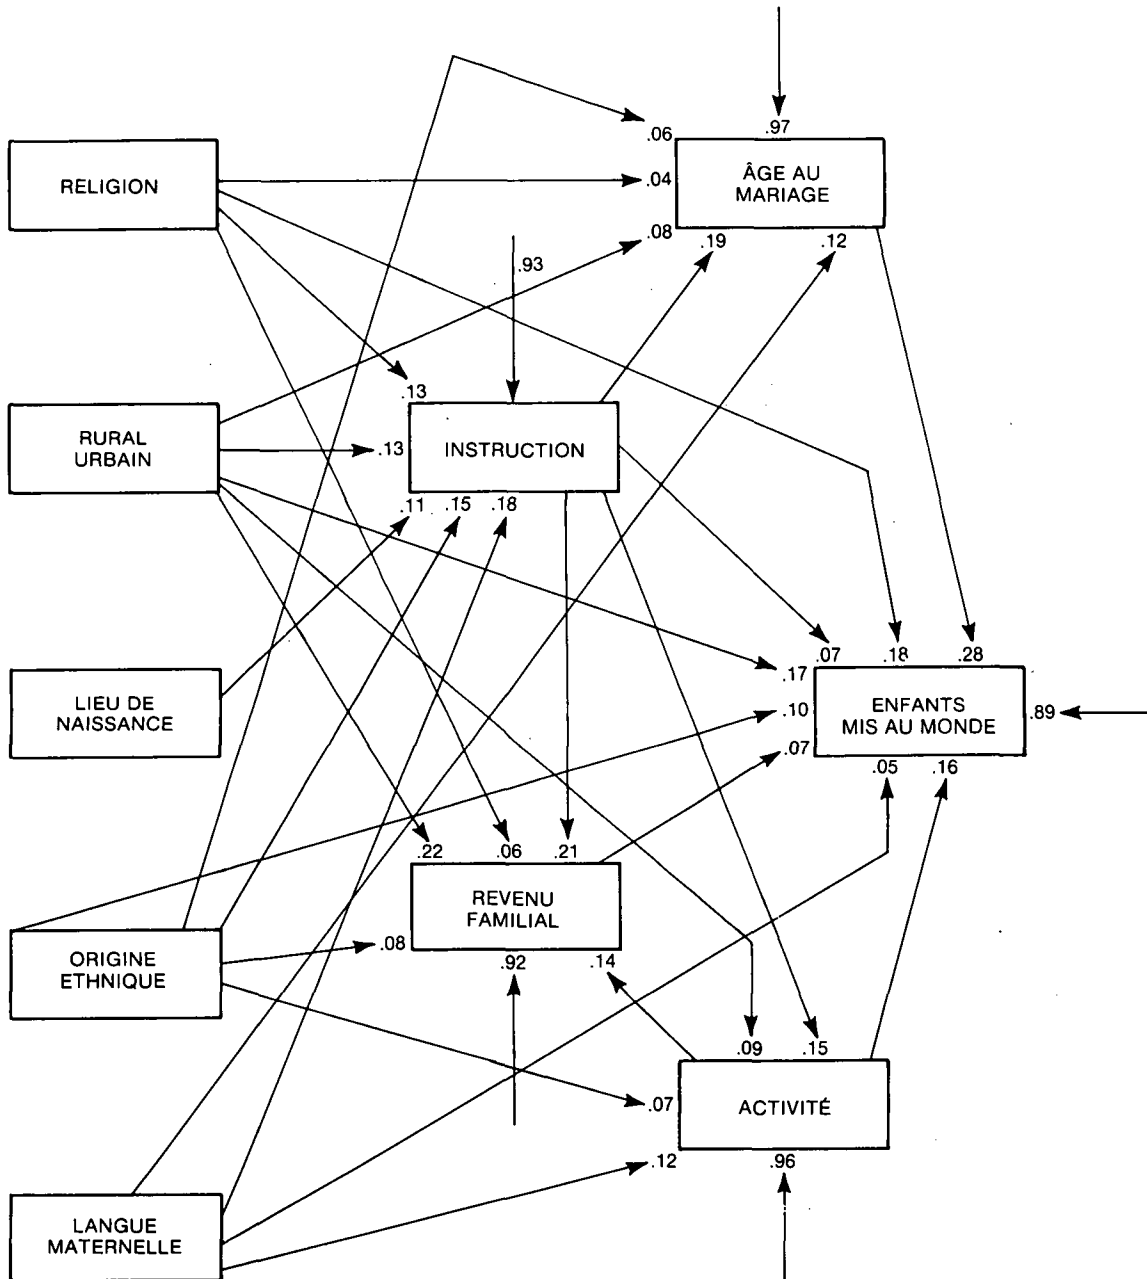 .06
.97
RELIGION
.04
ÂGE AU
MARIAGE
.08
.19
.12
.93
.13
RURAL
URBAIN
.13
INSTRUCTION
.11
.15
.18
.07
.18
.28
.17
LIEU DE
NAISSANCE
.10
ENFANTS
MIS AU MONDE
.89
.07
.05
.16
.22
.06
.21
REVENU
FAMILIAL
.08
.92
.14
ORIGINE
ETHNIQUE
.09
.15
.07
ACTIVITÉ
.12
.96
LANGUE
MATERNELLE